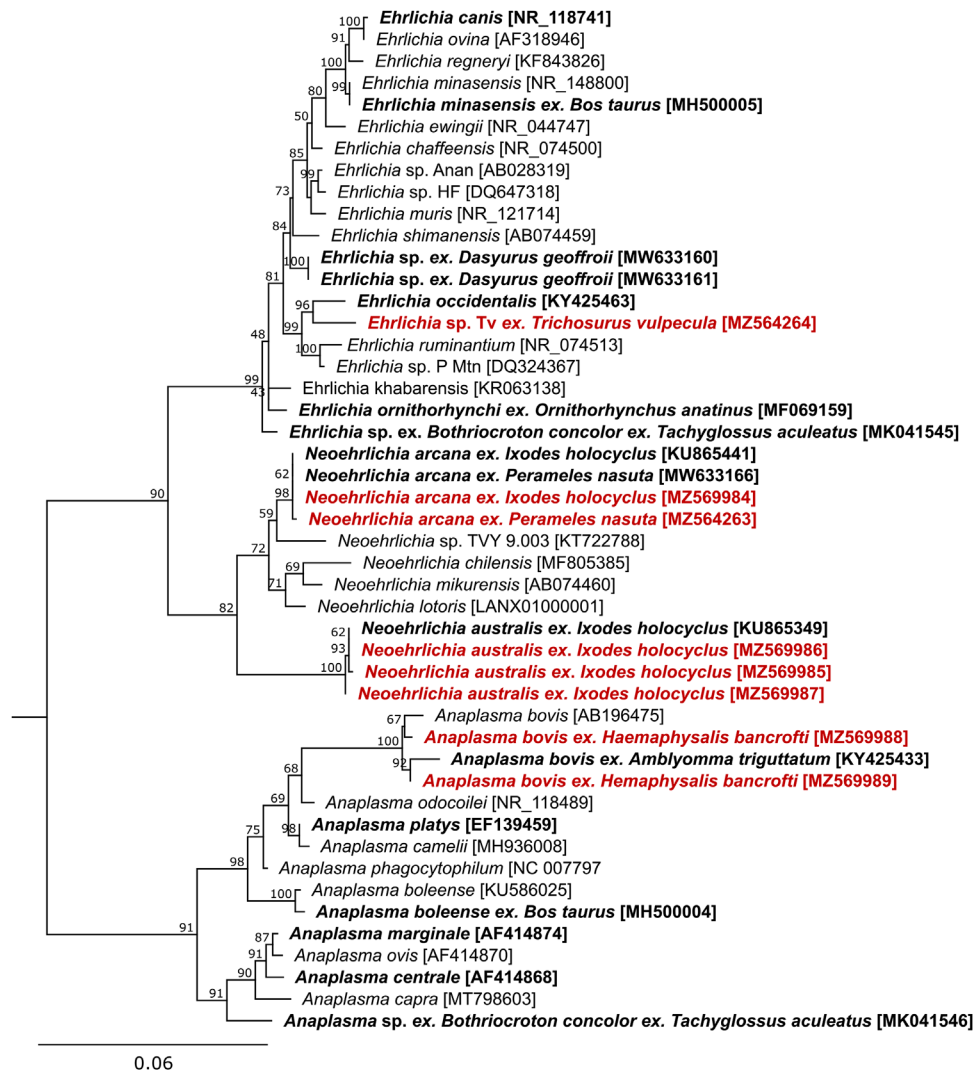 100 Ehrlichia canis [NR_118741]
91 Ehrlichia ovina [AF318946]
100 Ehrlichia regneryi [KF843826]
99 Ehrlichia minasensis [NR_148800]
80 Ehrlichia minasensis ex. Bos taurus [MH500005]
50 Ehrlichia ewingii [NR_044747]
85 Ehrlichia chaffeensis [NR_074500]
99 Ehrlichia sp. Anan [AB028319]
73 Ehrlichia sp. HF [DQ647318]
Ehrlichia muris [NR_121714]
84 Ehrlichia shimanensis [AB074459]
100 Ehrlichia sp. ex. Dasyurus geoffroii [MW633160]
81 Ehrlichia sp. ex. Dasyurus geoffroii [MW633161]
96 Ehrlichia occidentalis [KY425463]
99 Ehrlichia sp. Tv ex. Trichosurus vulpecula [MZ564264]
48 100 Ehrlichia ruminantium [NR_074513]
Ehrlichia sp. P Mtn [DQ324367]
99 43 Ehrlichia khabarensis [KR063138]
Ehrlichia ornithorhynchi ex. Ornithorhynchus anatinus [MF069159]
Ehrlichia sp. ex. Bothriocroton concolor ex. Tachyglossus aculeatus [MK041545]
Neoehrlichia arcana ex. Ixodes holocyclus [KU865441]
62 Neoehrlichia arcana ex. Perameles nasuta [MW633166]
90 98 Neoehrlichia arcana ex. Ixodes holocyclus [MZ569984]
59 Neoehrlichia arcana ex. Perameles nasuta [MZ564263]
72 Neoehrlichia sp. TVY 9.003 [KT722788]
69 Neoehrlichia chilensis [MF805385]
71 Neoehrlichia mikurensis [AB074460]
82 Neoehrlichia lotoris [LANX01000001]
62 Neoehrlichia australis ex. Ixodes holocyclus [KU865349]
93 Neoehrlichia australis ex. Ixodes holocyclus [MZ569986]
100 Neoehrlichia australis ex. Ixodes holocyclus [MZ569985]
Neoehrlichia australis ex. Ixodes holocyclus [MZ569987]
67 Anaplasma bovis [AB196475]
100 Anaplasma bovis ex. Haemaphysalis bancrofti [MZ569988]
92 Anaplasma bovis ex. Amblyomma triguttatum [KY425433]
68 Anaplasma bovis ex. Hemaphysalis bancrofti [MZ569989]
69 Anaplasma odocoilei [NR_118489]
98 Anaplasma platys [EF139459]
75 Anaplasma camelii [MH936008]
98 Anaplasma phagocytophilum [NC 007797
100 Anaplasma boleense [KU586025]
Anaplasma boleense ex. Bos taurus [MH500004]
91 87 Anaplasma marginale [AF414874]
91 Anaplasma ovis [AF414870]
90 Anaplasma centrale [AF414868]
91 Anaplasma capra [MT798603]
Anaplasma sp. ex. Bothriocroton concolor ex. Tachyglossus aculeatus [MK041546]
0.06